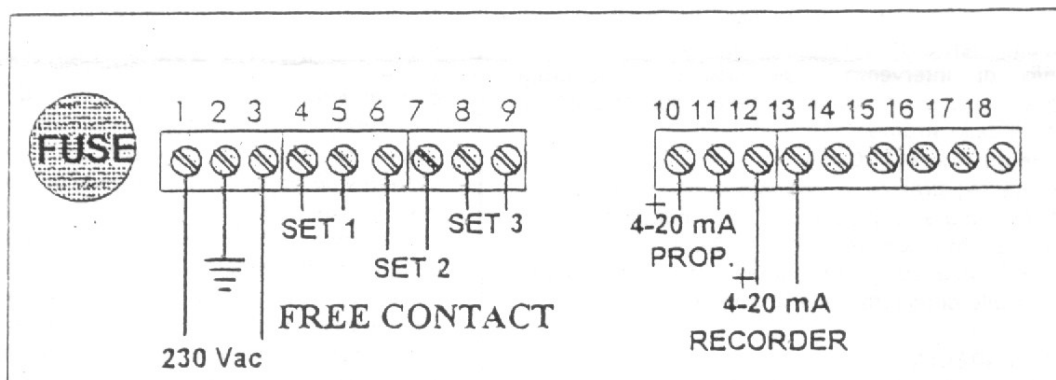 1 2 3 4 5 6 7 8 9
10 11 12 13 14 15 16 17 18
FUSE
SET 1
SET 3
SET 2
+
4-20 mA
PROP.
+
4-20 mA
RECORDER
FREE CONTACT
230 Vac